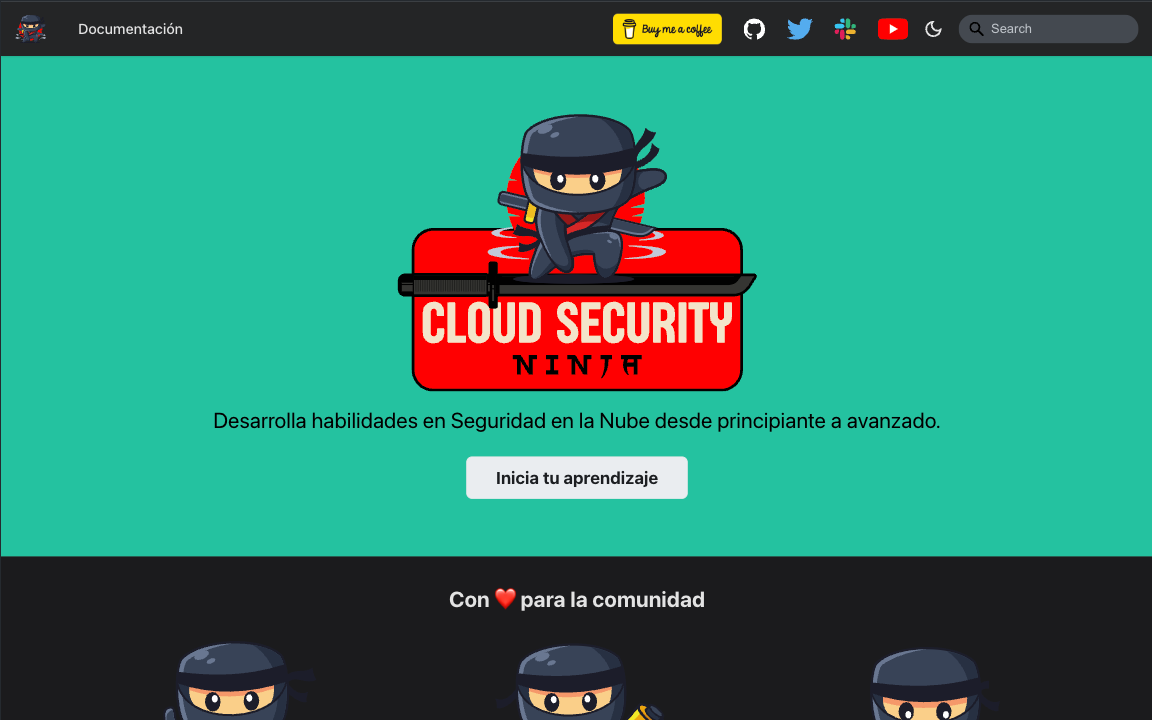 Documentación
Buy me a coffee
Search
CLOUD SECURITY
NINJA
Desarrolla habilidades en Seguridad en la Nube desde principiante a avanzado.
Inicia tu aprendizaje
Con ❤️ para la comunidad